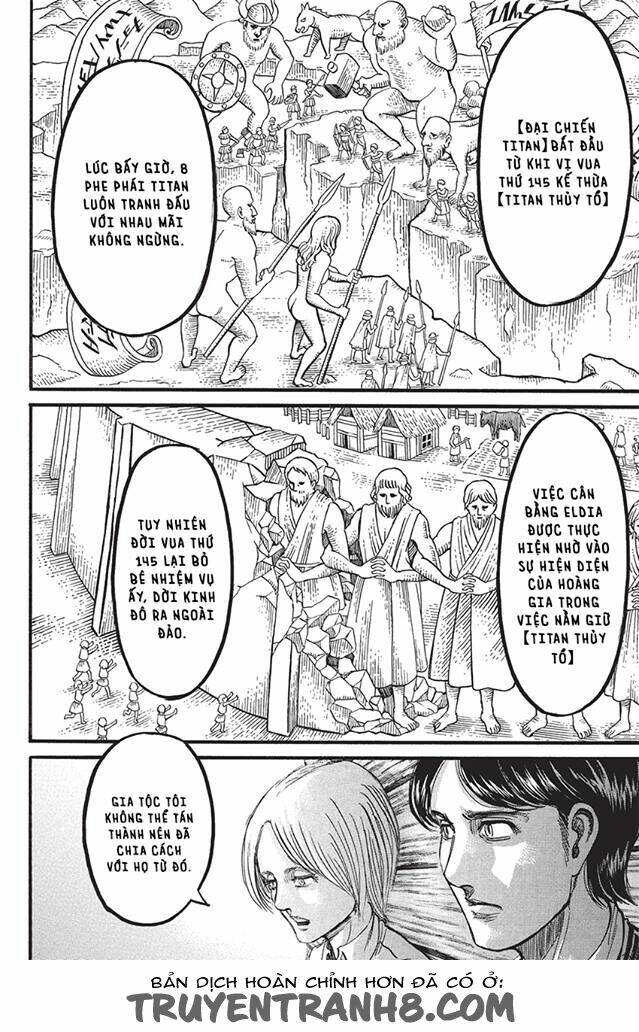 【ĐẠI CHIẾN
TITAN】BẮT ĐẦU
TỪ KHI VỊ VUA
THỨ 145 KẾ THỪA
【TITAN THỦY TỔ】
LÚC BẤY GIỜ, 8
PHE PHÁI TITAN
LUÔN TRANH ĐẤU
VỚI NHAU MÃI
KHÔNG NGỪNG.
VIỆC CÂN
BẰNG ELDIA
ĐƯỢC THỰC
HIỆN NHỜ VÀO
SỰ HIỆN DIỆN
CỦA HOÀNG
GIA TRONG
VIỆC NẮM GIỮ
【TITAN THỦY
TỔ】
TUY NHIÊN
ĐỜI VUA THỨ
145 LẠI BỎ
BÊ NHIỆM VỤ
ẤY, DỜI KINH
ĐÔ RA NGOÀI
ĐẢO.
GIA TỘC TÔI
KHÔNG THỂ TÁN
THÀNH NÊN ĐÃ
CHIA CÁCH
VỚI HỌ TỪ ĐÓ.
BẢN DỊCH HOÀN CHỈNH HƠN ĐÃ CÓ Ở:
TRUYENTRANH8.COM